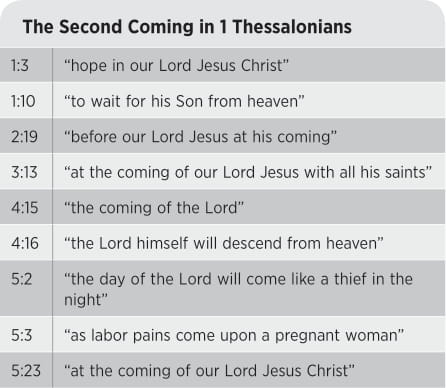 The Second Coming in 1 Thessalonians
1:3 “hope in our Lord Jesus Christ”
1:10 “to wait for his Son from heaven”
2:19 “before our Lord Jesus at his coming”
3:13 “at the coming of our Lord Jesus with all his saints”
4:15 “the coming of the Lord”
4:16 “the Lord himself will descend from heaven”
5:2 “the day of the Lord will come like a thief in the
night”
5:3 “as labor pains come upon a pregnant woman”
5:23 “at the coming of our Lord Jesus Christ”